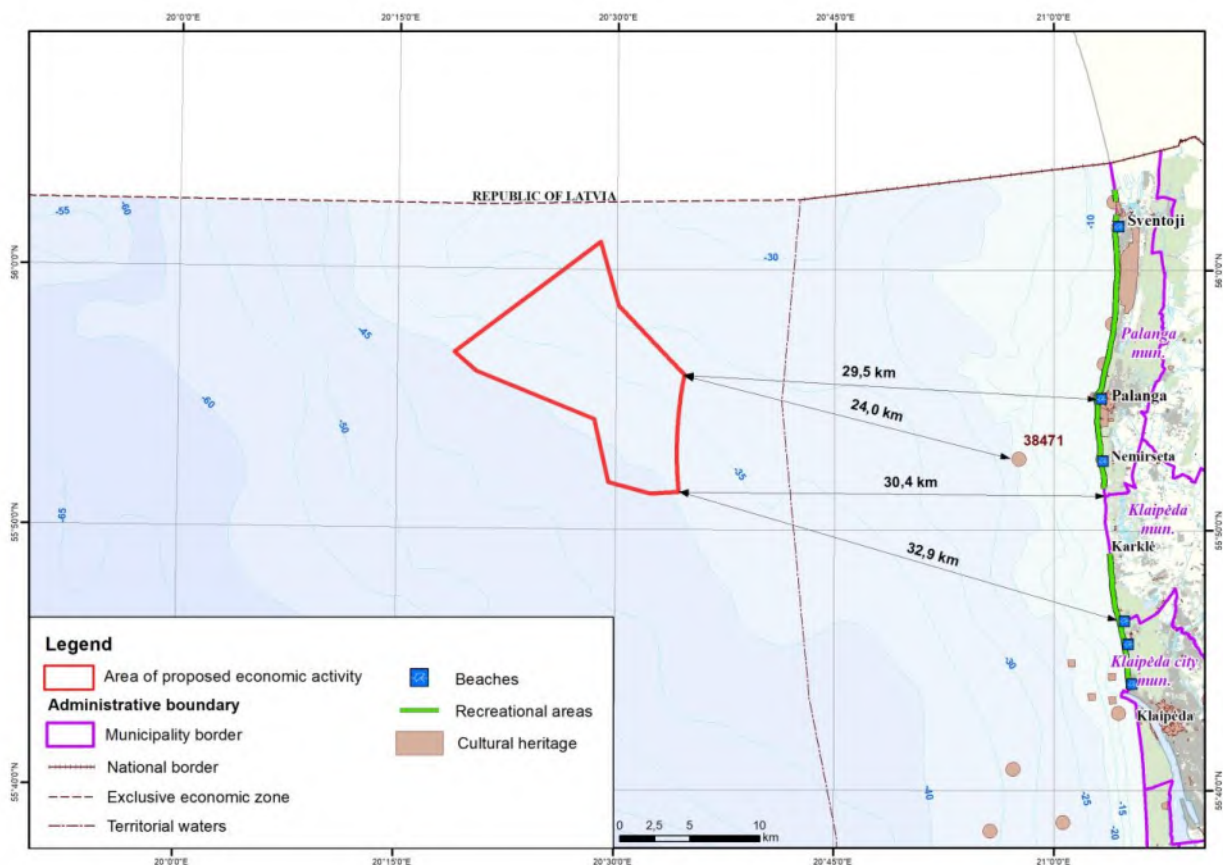 20°0'0"E
20°15'0"E
20°30'0"E
20°45'0"E
21°0'0"E
REPUBLIC OF LATVIA
-55
-60
-10
Šventoji
-30
56°0'0"N
56°0'0"N
-45
Palanga
mun.
29,5 km
-60
Palanga
24,0 km
-50
38471
Nemirseta
-35
30,4 km
-65
Klaipėda
mun.
55°50'0"N
55°50'0"N
Karklė
32,9 km
Legend
Area of proposed economic activity
Administrative boundary
Municipality border
National border
Exclusive economic zone
Territorial waters
Beaches
Recreational areas
Cultural heritage
-30
Klaipėda city
mun.
Klaipėda
-40
-25
-15
-20
55°40'0"N
55°40'0"N
0 2,5 5 10
km
20°0'0"E
20°15'0"E
20°30'0"E
20°45'0"E
21°0'0"E